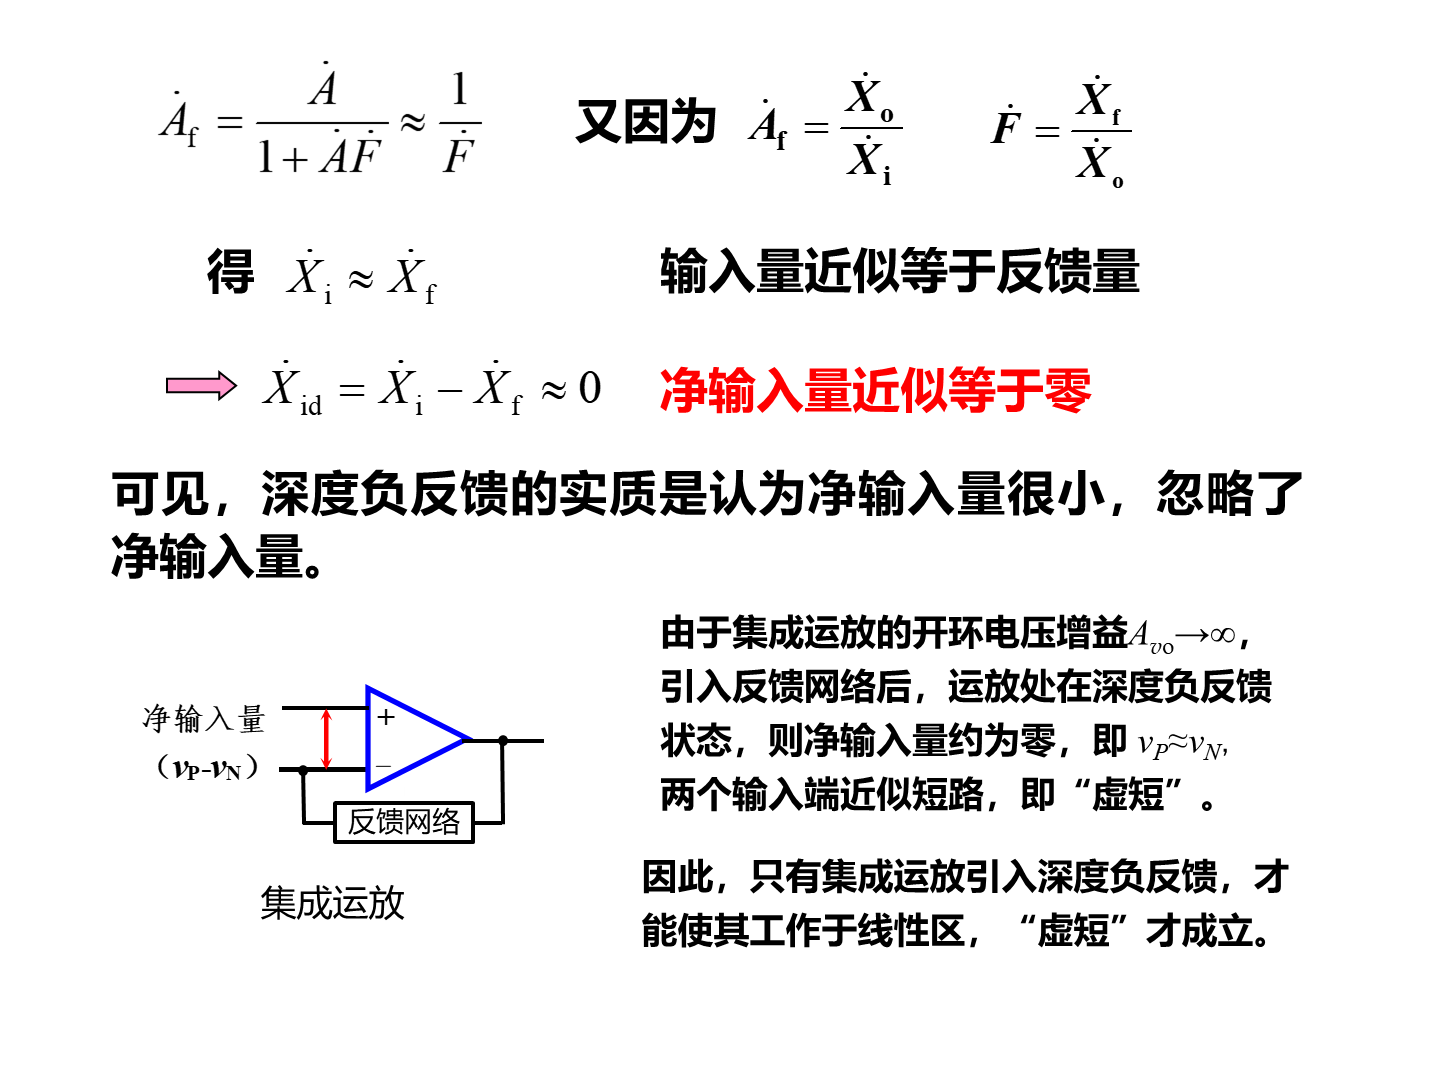 Ȧf = Ȧ / (1 + ȦḞ) ≈ 1 / Ḟ 又因为 Ȧf = Ẋo / Ẋi Ḟ = Ẋf / Ẋo
得 Ẋi ≈ Ẋf 输入量近似等于反馈量
Ẋid = Ẋi − Ẋf ≈ 0 净输入量近似等于零
可见，深度负反馈的实质是认为净输入量很小，忽略了
净输入量。
净输入量
（vP-vN）
+
−
反馈网络
集成运放
由于集成运放的开环电压增益Avo→∞，
引入反馈网络后，运放处在深度负反馈
状态，则净输入量约为零，即 vP≈vN,
两个输入端近似短路，即“虚短”。
因此，只有集成运放引入深度负反馈，才
能使其工作于线性区，“虚短”才成立。